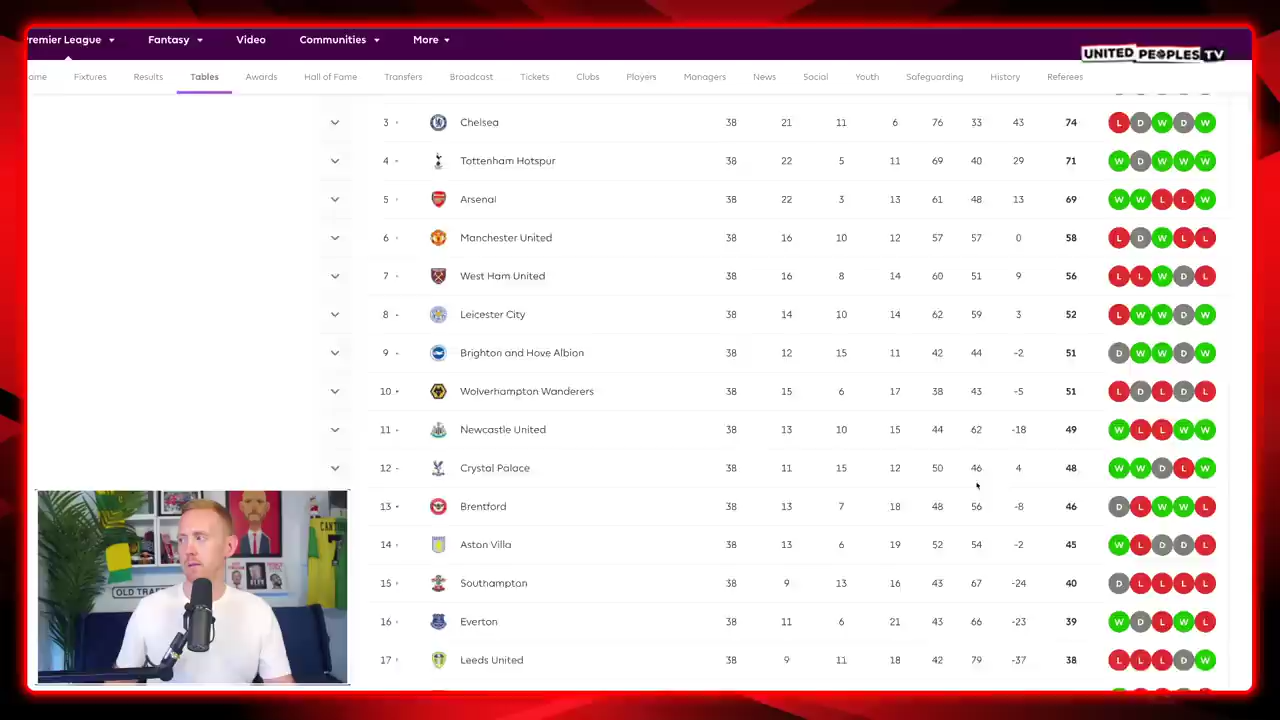 remier League Fantasy Video Communities More
UNITED PEOPLES TV
ome Fixtures Results Tables Awards Hall of Fame Transfers Broadcast Tickets Clubs Players Managers News Social Youth Safeguarding History Referees
3 Chelsea 38 21 11 6 76 33 43 74 L D W D W
4 Tottenham Hotspur 38 22 5 11 69 40 29 71 W D W W W
5 Arsenal 38 22 3 13 61 48 13 69 W W L L W
6 Manchester United 38 16 10 12 57 57 0 58 L D W L L
7 West Ham United 38 16 8 14 60 51 9 56 L L W D L
8 Leicester City 38 14 10 14 62 59 3 52 L W W D W
9 Brighton and Hove Albion 38 12 15 11 42 44 -2 51 D W W D W
10 Wolverhampton Wanderers 38 15 6 17 38 43 -5 51 L D L D L
11 Newcastle United 38 13 10 15 44 62 -18 49 W L L W W
12 Crystal Palace 38 11 15 12 50 46 4 48 W W D L W
13 Brentford 38 13 7 18 48 56 -8 46 D L W W L
14 Aston Villa 38 13 6 19 52 54 -2 45 W L D D L
15 Southampton 38 9 13 16 43 67 -24 40 D L L L L
16 Everton 38 11 6 21 43 66 -23 39 W D L W L
17 Leeds United 38 9 11 18 42 79 -37 38 L L L D W
OLD TRAF